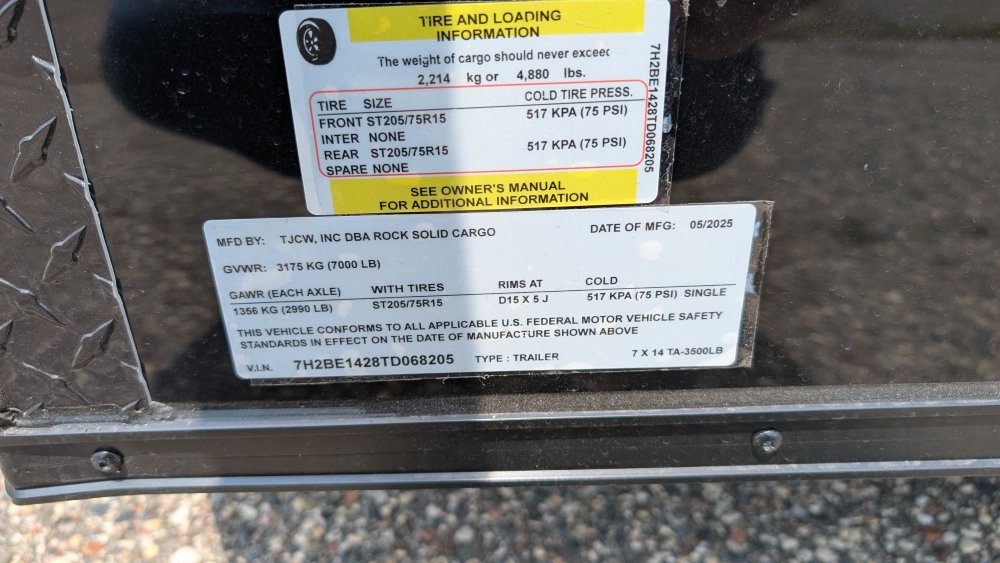 TIRE AND LOADING
INFORMATION
The weight of cargo should never exceed
2,214 kg or 4,880 lbs.
TIRE SIZE COLD TIRE PRESS.
FRONT ST205/75R15 517 KPA (75 PSI)
INTER NONE
REAR ST205/75R15 517 KPA (75 PSI)
SPARE NONE
SEE OWNER'S MANUAL
FOR ADDITIONAL INFORMATION
7H2BE1428TD068205
MFD BY: TJCW, INC DBA ROCK SOLID CARGO DATE OF MFG: 05/2025
GVWR: 3175 KG (7000 LB)
GAWR (EACH AXLE) WITH TIRES RIMS AT COLD
1356 KG (2990 LB) ST205/75R15 D15 X 5 J 517 KPA (75 PSI) SINGLE
THIS VEHICLE CONFORMS TO ALL APPLICABLE U.S. FEDERAL MOTOR VEHICLE SAFETY
STANDARDS IN EFFECT ON THE DATE OF MANUFACTURE SHOWN ABOVE
V.I.N. 7H2BE1428TD068205 TYPE : TRAILER 7 X 14 TA-3500LB